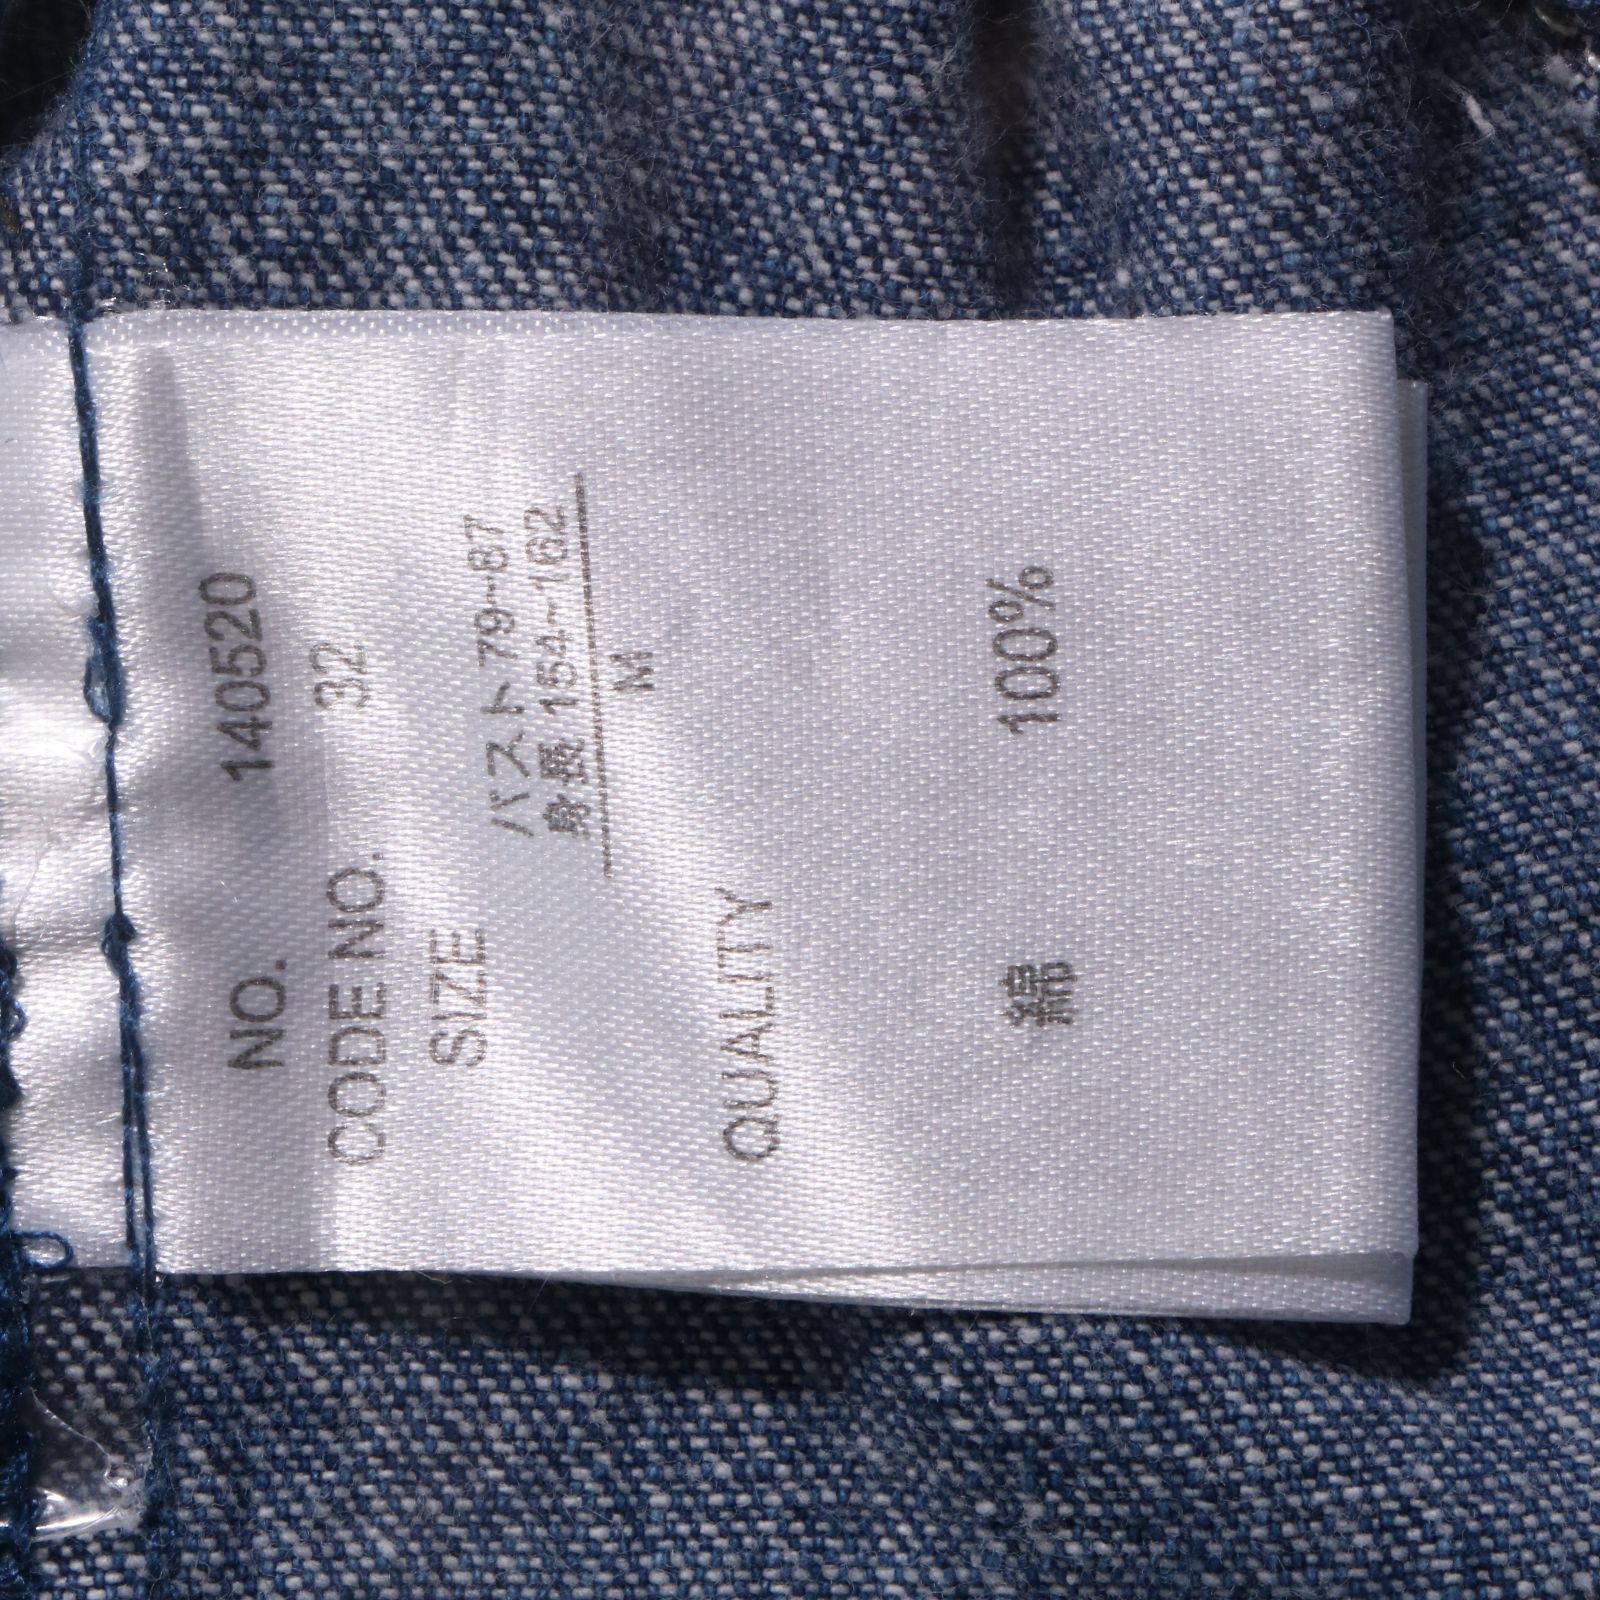 NO. 140520
CODE NO. 32
SIZE
バスト 79~87
身長 154~162
M
QUALITY
綿 100%